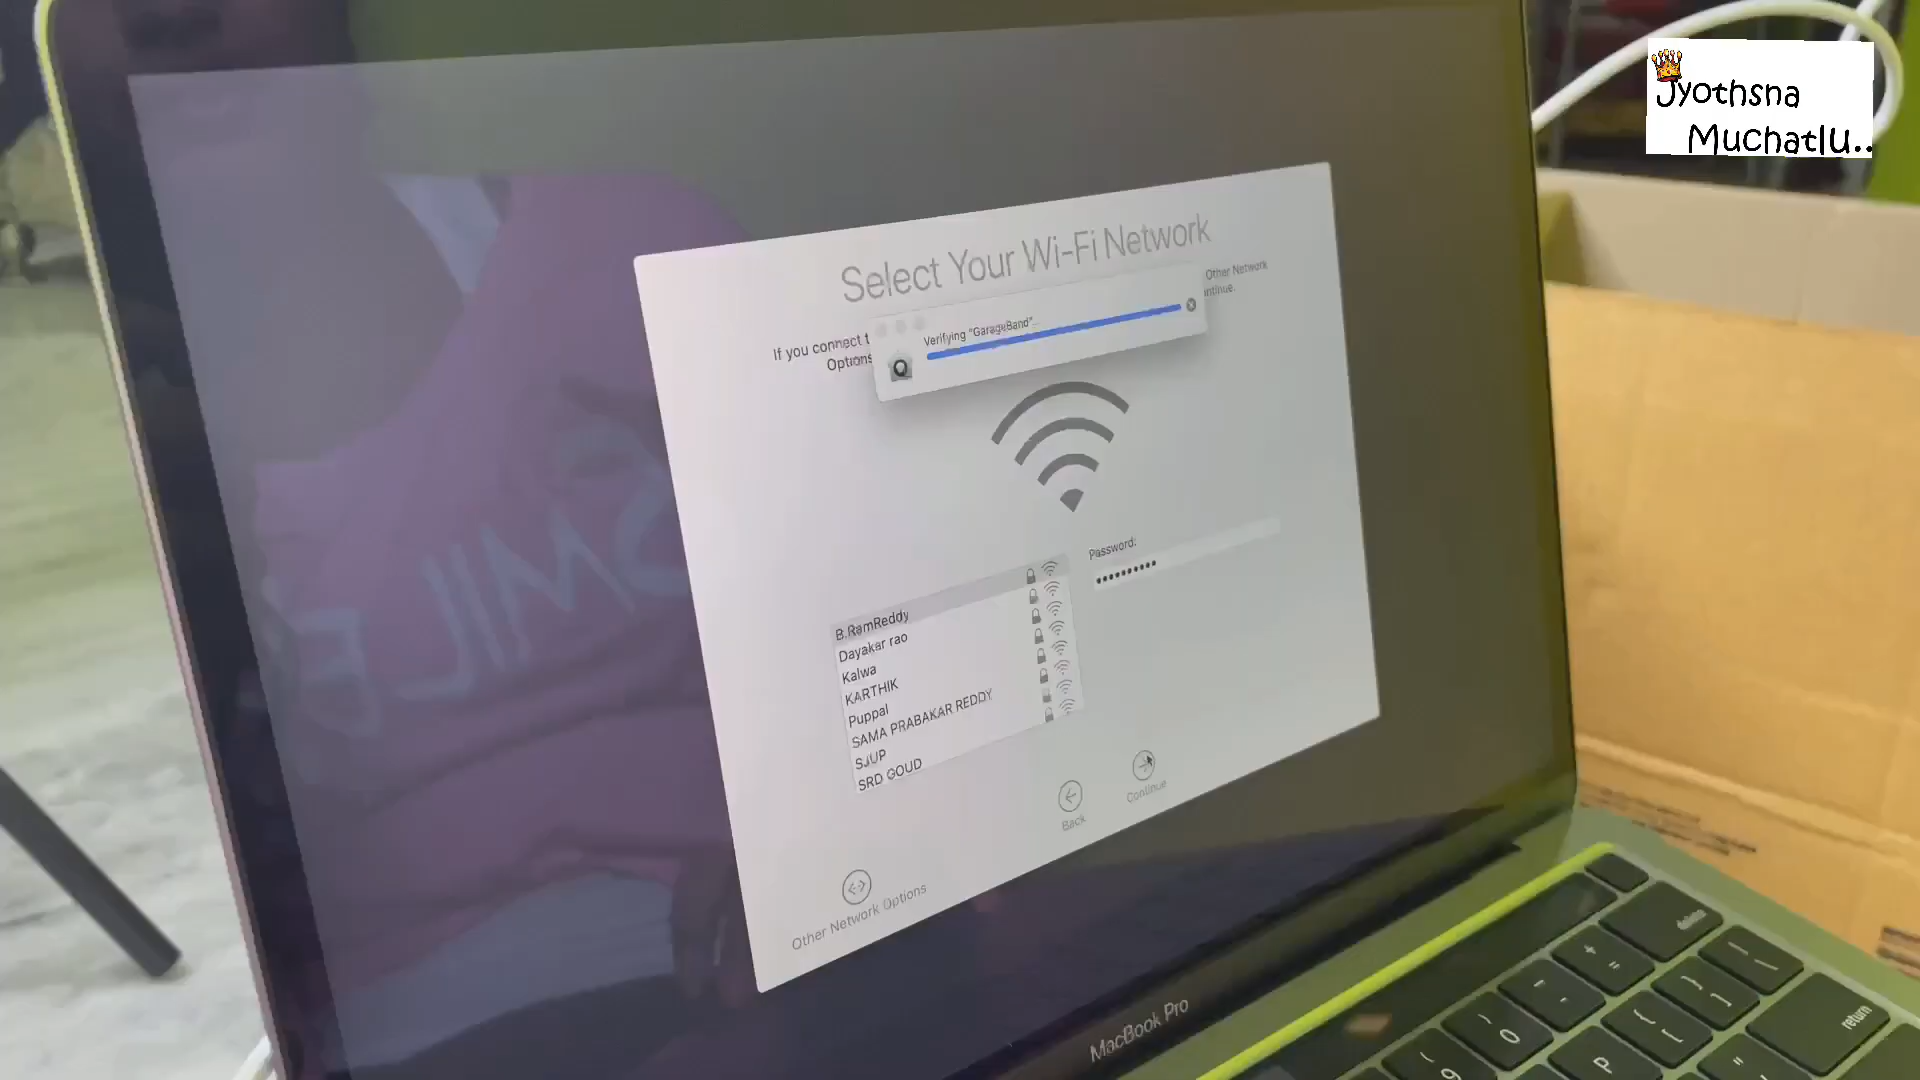 Jyothsna
Muchatlu..
Select Your Wi-Fi Network
Other Network
ntinue.
If you connect t
Options
Verifying "GarageBand"...
Password:
B.RamReddy
Dayakar rao
Kalwa
KARTHIK
Puppal
SAMA PRABAKAR REDDY
SJUP
SRD GOUD
Back
Continue
Other Network Options
MacBook Pro
delete
return
P
SMILE